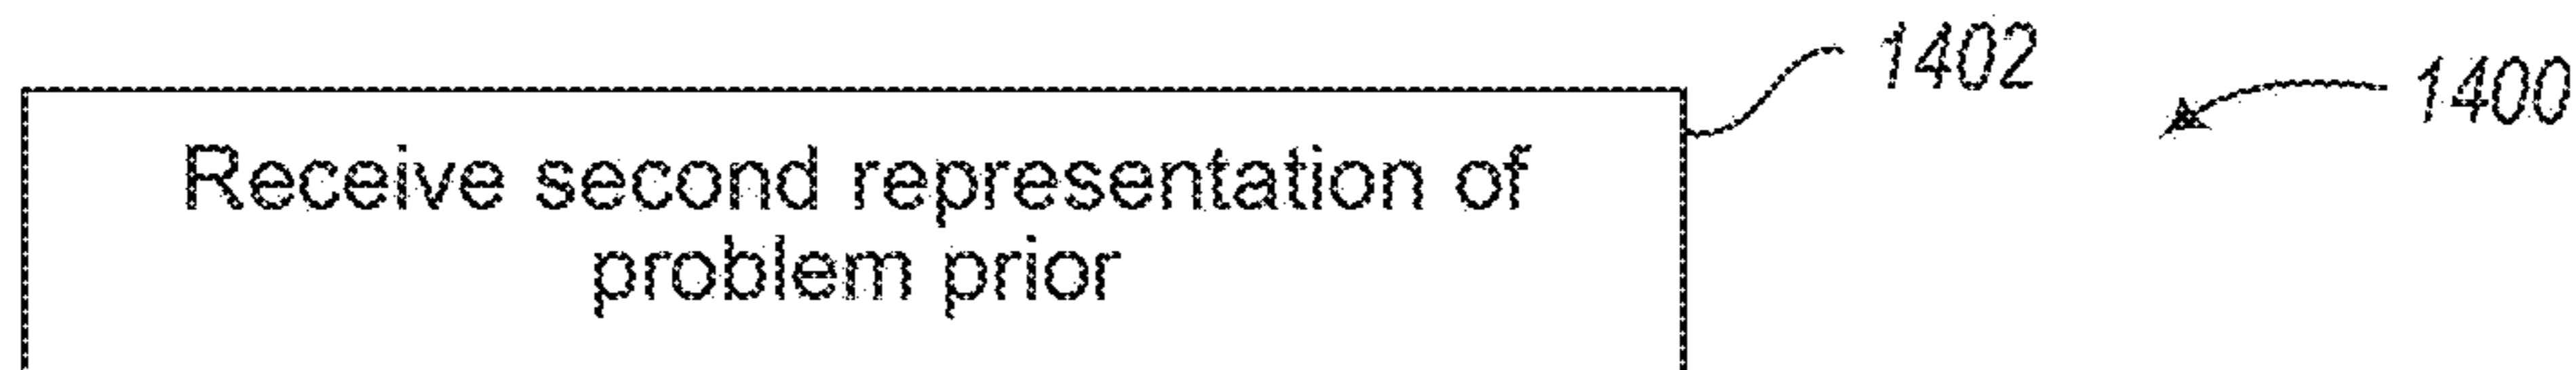 1402
1400
Receive second representation of
problem prior